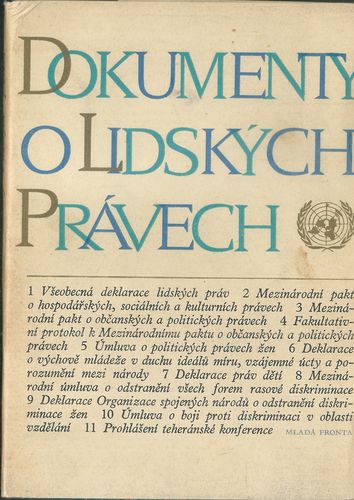 DOKUMENTY
O LIDSKÝCH
PRÁVECH
1 Všeobecná deklarace lidských práv 2 Mezinárodní pakt
o hospodářských, sociálních a kulturních právech 3 Meziná-
rodní pakt o občanských a politických právech 4 Fakultativ-
ní protokol k Mezinárodnímu paktu o občanských a politických
právech 5 Úmluva o politických právech žen 6 Deklarace
o výchově mládeže v duchu ideálů míru, vzájemné úcty a po-
rozumění mezi národy 7 Deklarace práv dětí 8 Meziná-
rodní úmluva o odstranění všech forem rasové diskriminace
9 Deklarace Organizace spojených národů o odstranění diskri-
minace žen 10 Úmluva o boji proti diskriminaci v oblasti
vzdělání 11 Prohlášení teheránské konference MLADÁ FRONTA